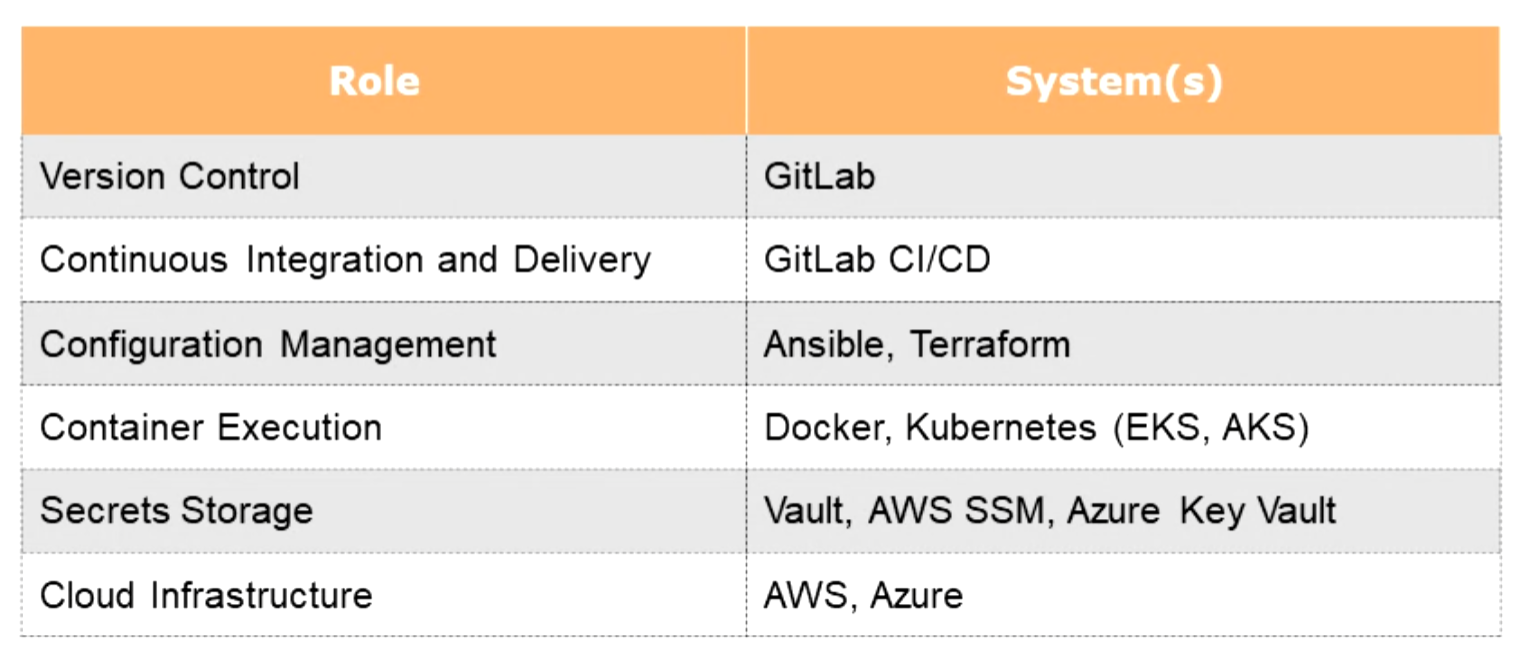 Role System(s)
Version Control GitLab
Continuous Integration and Delivery GitLab CI/CD
Configuration Management Ansible, Terraform
Container Execution Docker, Kubernetes (EKS, AKS)
Secrets Storage Vault, AWS SSM, Azure Key Vault
Cloud Infrastructure AWS, Azure